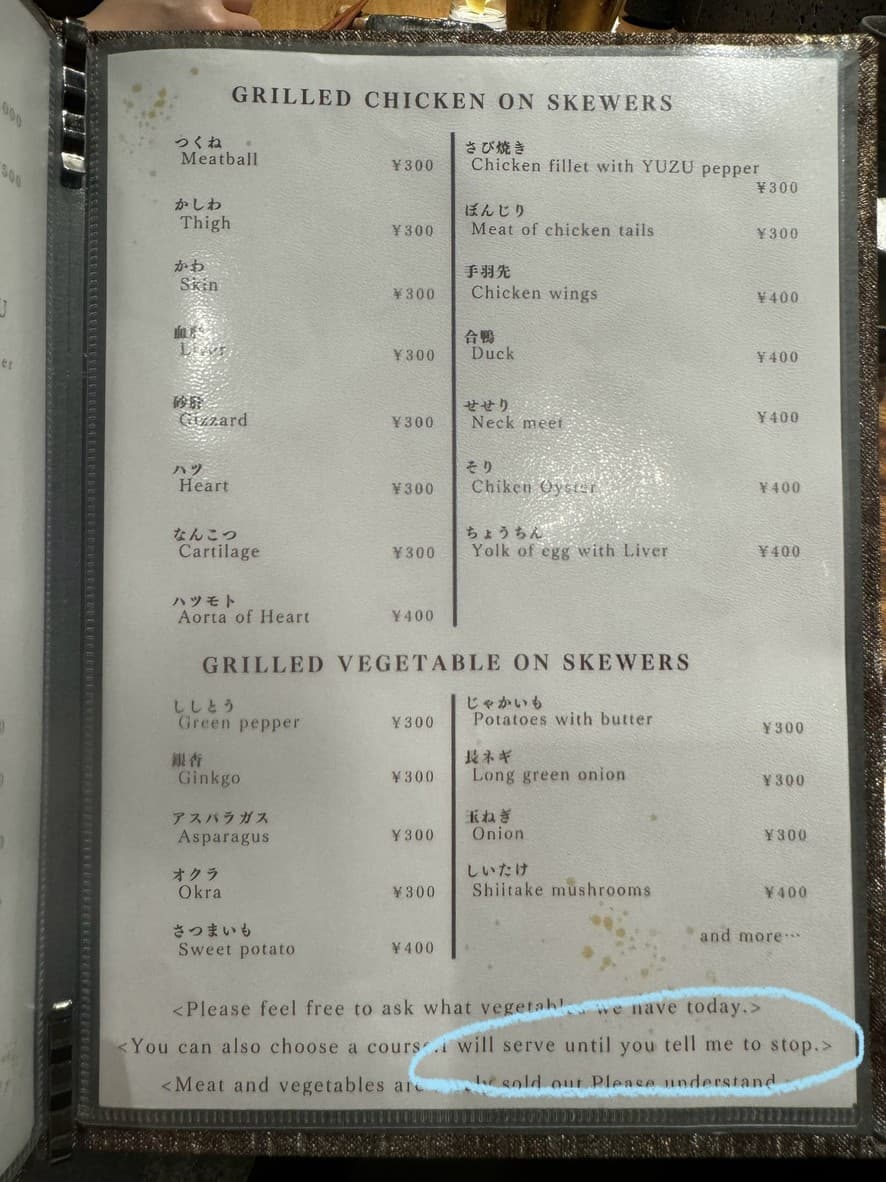 GRILLED CHICKEN ON SKEWERS
つくね
Meatball ¥300
かしわ
Thigh ¥300
かわ
Skin ¥300
血肝
Liver ¥300
砂肝
Gizzard ¥300
ハツ
Heart ¥300
なんこつ
Cartilage ¥300
ハツモト
Aorta of Heart ¥400
さび焼き
Chicken fillet with YUZU pepper
¥300
ぼんじり
Meat of chicken tails ¥300
手羽先
Chicken wings ¥400
合鴨
Duck ¥400
せせり
Neck meet ¥400
そり
Chiken Oyster ¥400
ちょうちん
Yolk of egg with Liver ¥400
GRILLED VEGETABLE ON SKEWERS
ししとう
Green pepper ¥300
銀杏
Ginkgo ¥300
アスパラガス
Asparagus ¥300
オクラ
Okra ¥300
さつまいも
Sweet potato ¥400
じゃかいも
Potatoes with butter ¥300
長ネギ
Long green onion ¥300
玉ねぎ
Onion ¥300
しいたけ
Shiitake mushrooms ¥400
and more…
<Please feel free to ask what vegetables we have today.>
<You can also choose a course.I will serve until you tell me to stop.>
<Meat and vegetables are sold out.Please understand